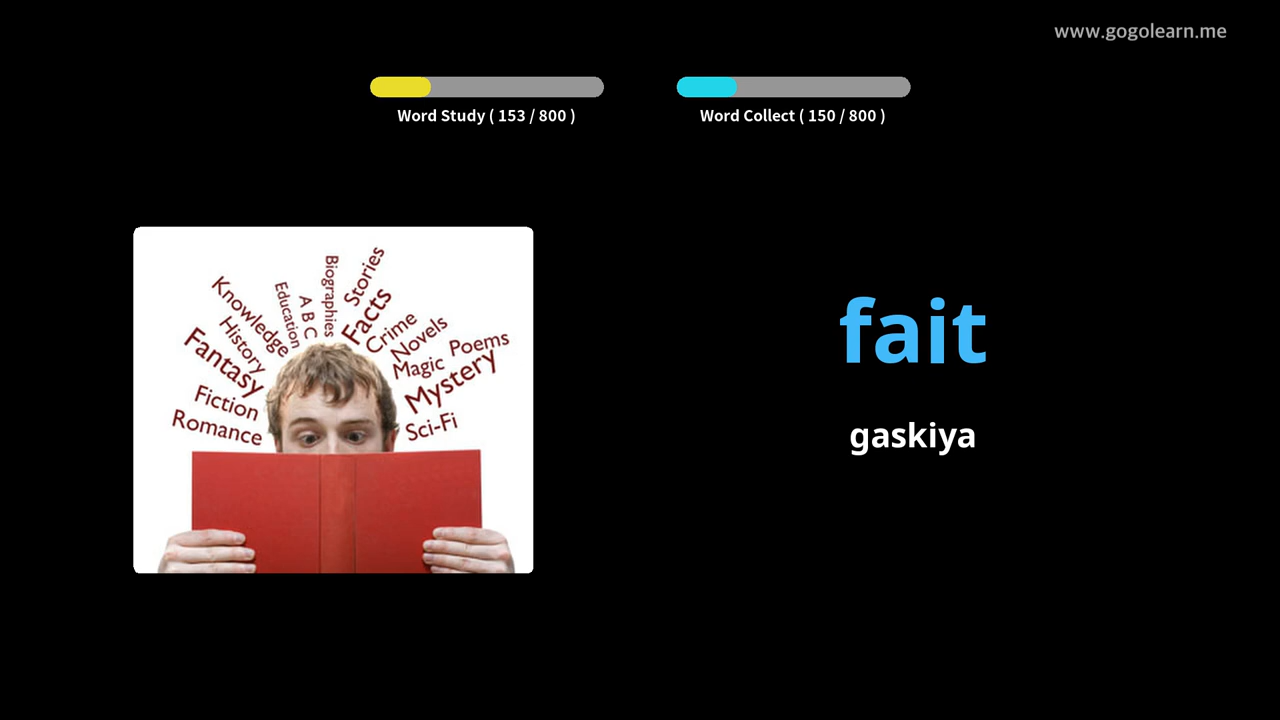 www.gogolearn.me
Word Study ( 153 / 800 )
Word Collect ( 150 / 800 )
Biographies
Stories
Education
A B C
Facts
Knowledge
Crime
History
Novels
Poems
Fantasy
Magic
Mystery
Fiction
Romance
Sci-Fi
fait
gaskiya